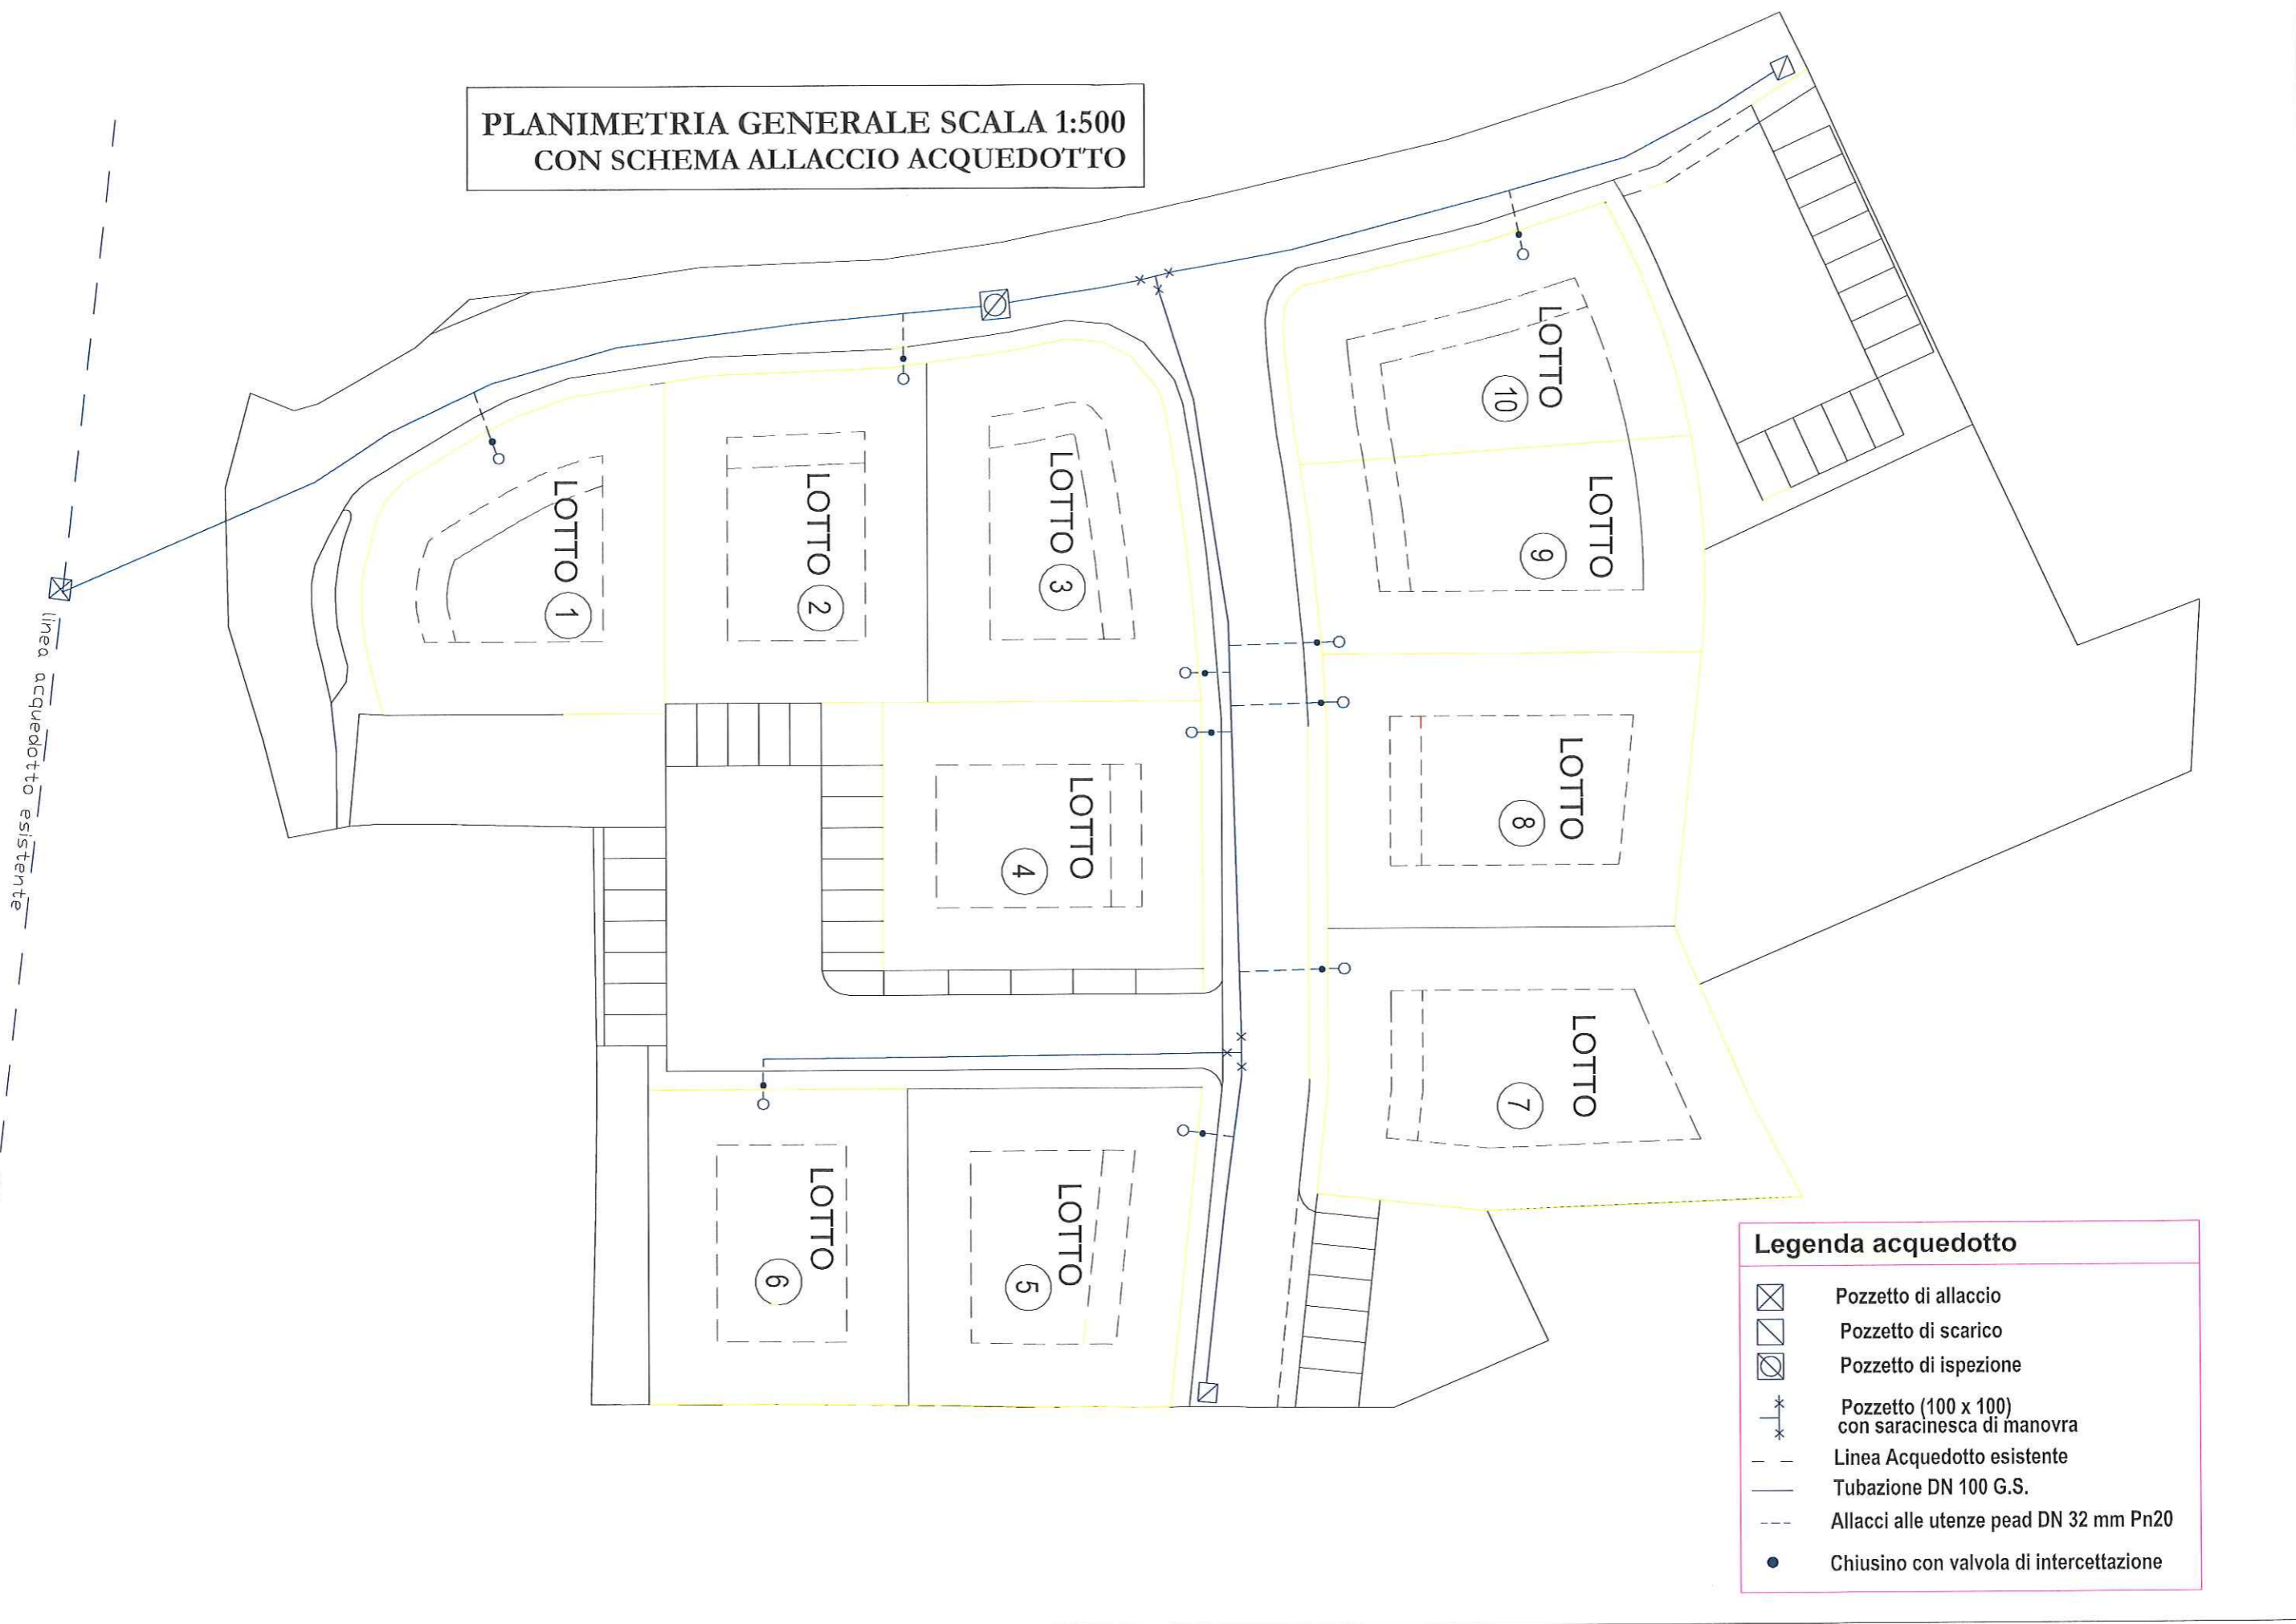 PLANIMETRIA GENERALE SCALA 1:500
CON SCHEMA ALLACCIO ACQUEDOTTO
linea acquedotto esistente
LOTTO
1
LOTTO
2
LOTTO
3
LOTTO
4
LOTTO
5
LOTTO
6
LOTTO
7
LOTTO
8
LOTTO
9
LOTTO
10
Legenda acquedotto
Pozzetto di allaccio
Pozzetto di scarico
Pozzetto di ispezione
Pozzetto (100 x 100)
con saracinesca di manovra
Linea Acquedotto esistente
Tubazione DN 100 G.S.
Allacci alle utenze pead DN 32 mm Pn20
Chiusino con valvola di intercettazione